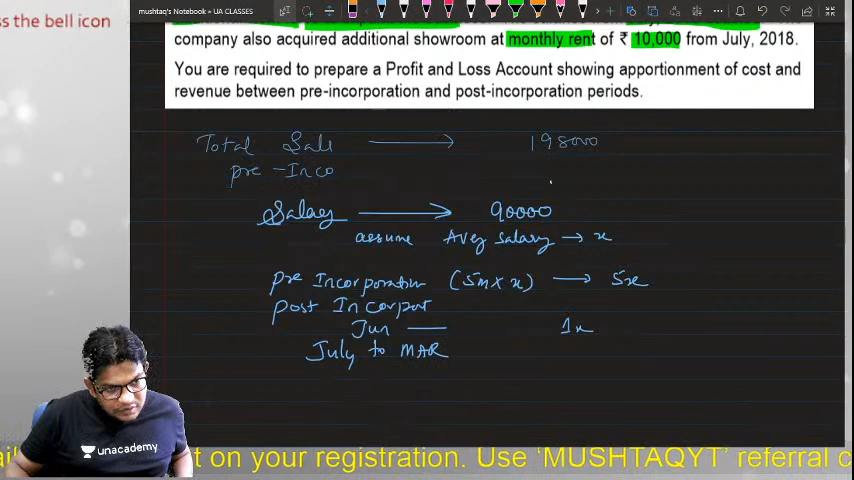 mushtaq's Notebook • UA CLASSES
s the bell icon
company also acquired additional showroom at monthly rent of ₹ 10,000 from July, 2018.
You are required to prepare a Profit and Loss Account showing apportionment of cost and
revenue between pre-incorporation and post-incorporation periods.
Total Sale → 198000
pre - Inco
Salary → 90000
assume Aveg salary → x
pre Incorporation (5m × x) → 5x
post Incorport
Jun — 1x
July to MAR
unacademy
on your registration. Use 'MUSHTAQYT' referral c